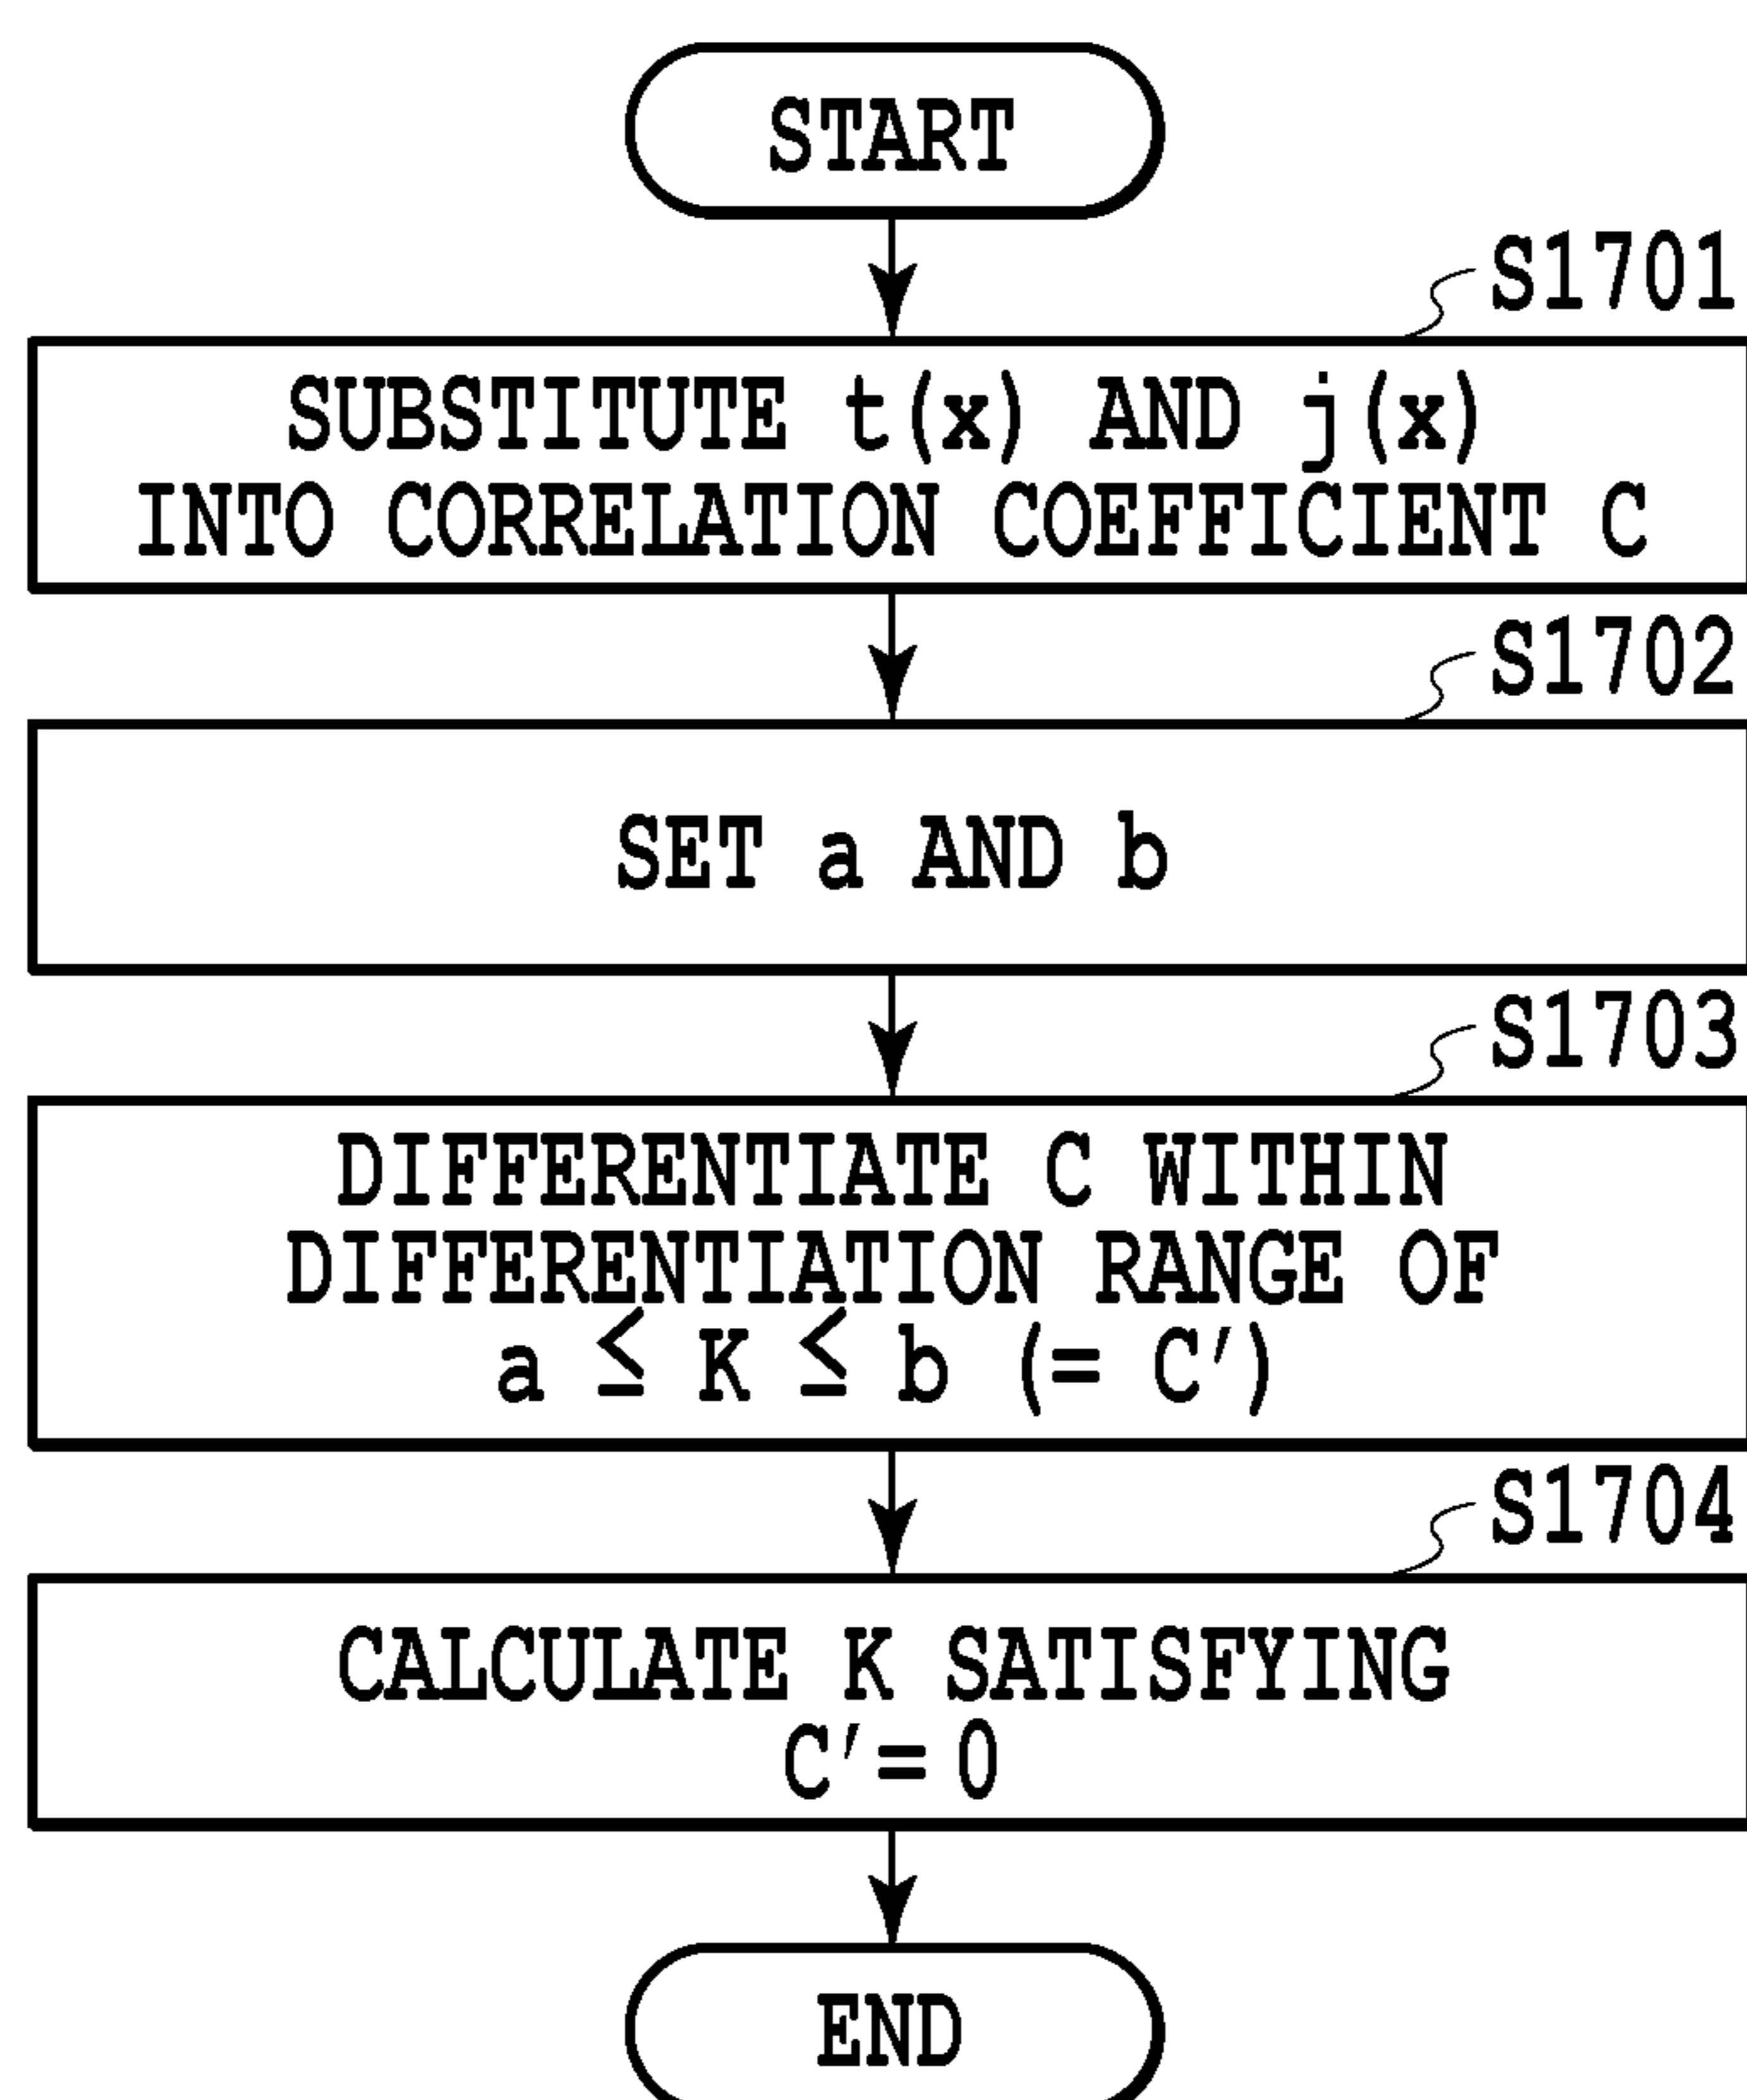 START
S1701
SUBSTITUTE t(x) AND j(x)
INTO CORRELATION COEFFICIENT C
S1702
SET a AND b
S1703
DIFFERENTIATE C WITHIN
DIFFERENTIATION RANGE OF
a ≤ K ≤ b (= C′)
S1704
CALCULATE K SATISFYING
C′= 0
END